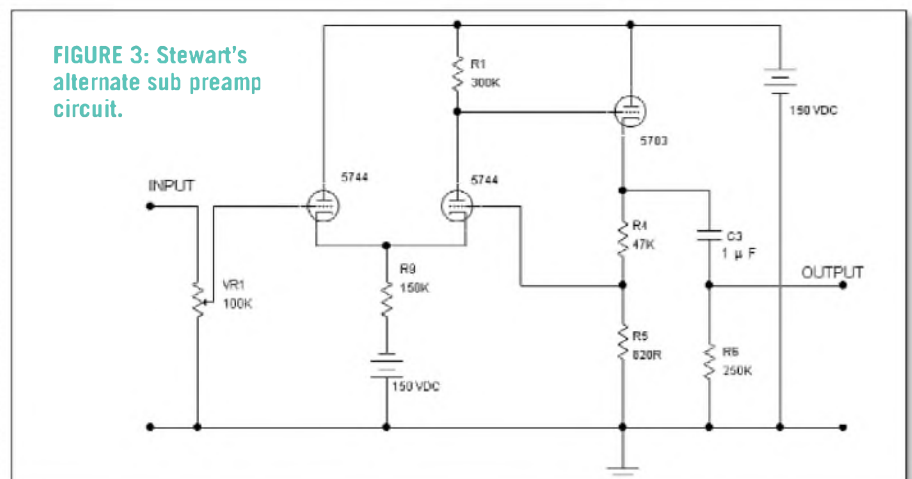 FIGURE 3: Stewart's
alternate sub preamp
circuit.
R1
300K
150 VDC
5703
5744
5744
INPUT
R4
47K
C3
1 µ F
OUTPUT
R9
150K
VR1
100K
R5
820R
R6
250K
150 VDC